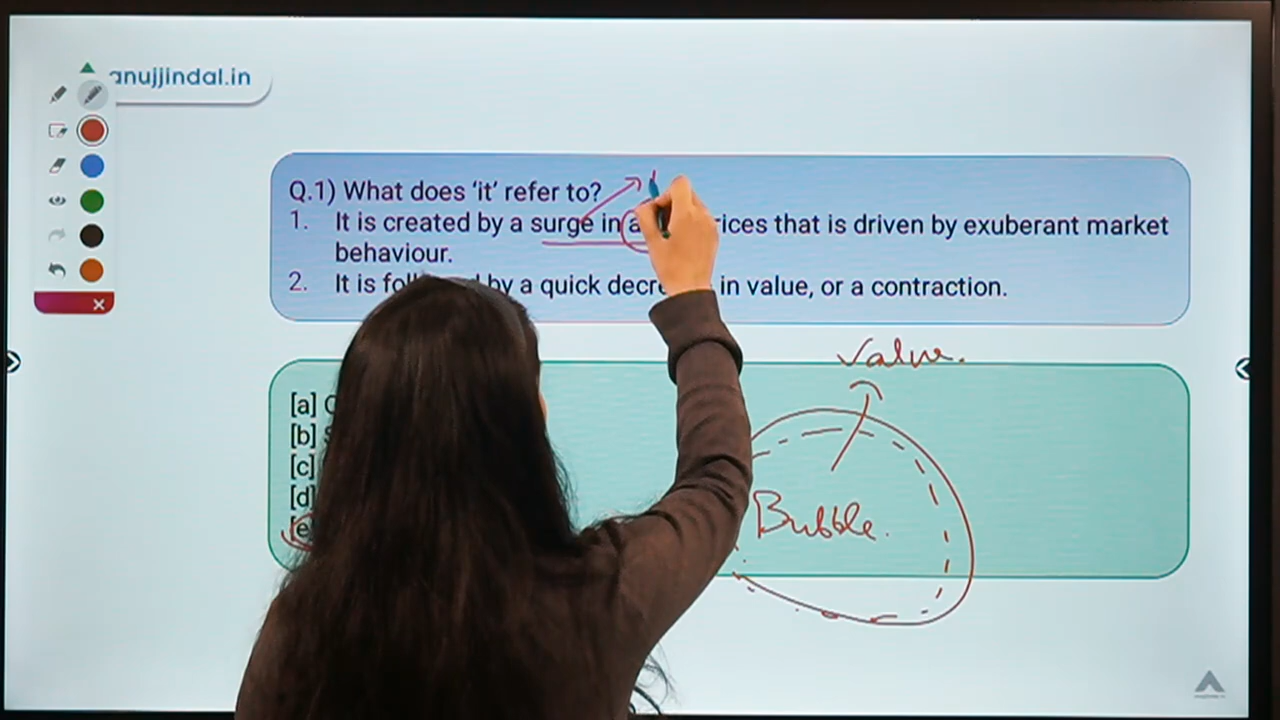 anujjindal.in
Q.1) What does ‘it’ refer to?
1. It is created by a surge in a rices that is driven by exuberant market
behaviour.
2. It is fol by a quick decre in value, or a contraction.
Value.
[a]
[b]
[c]
[d]
[e]
Bubble.